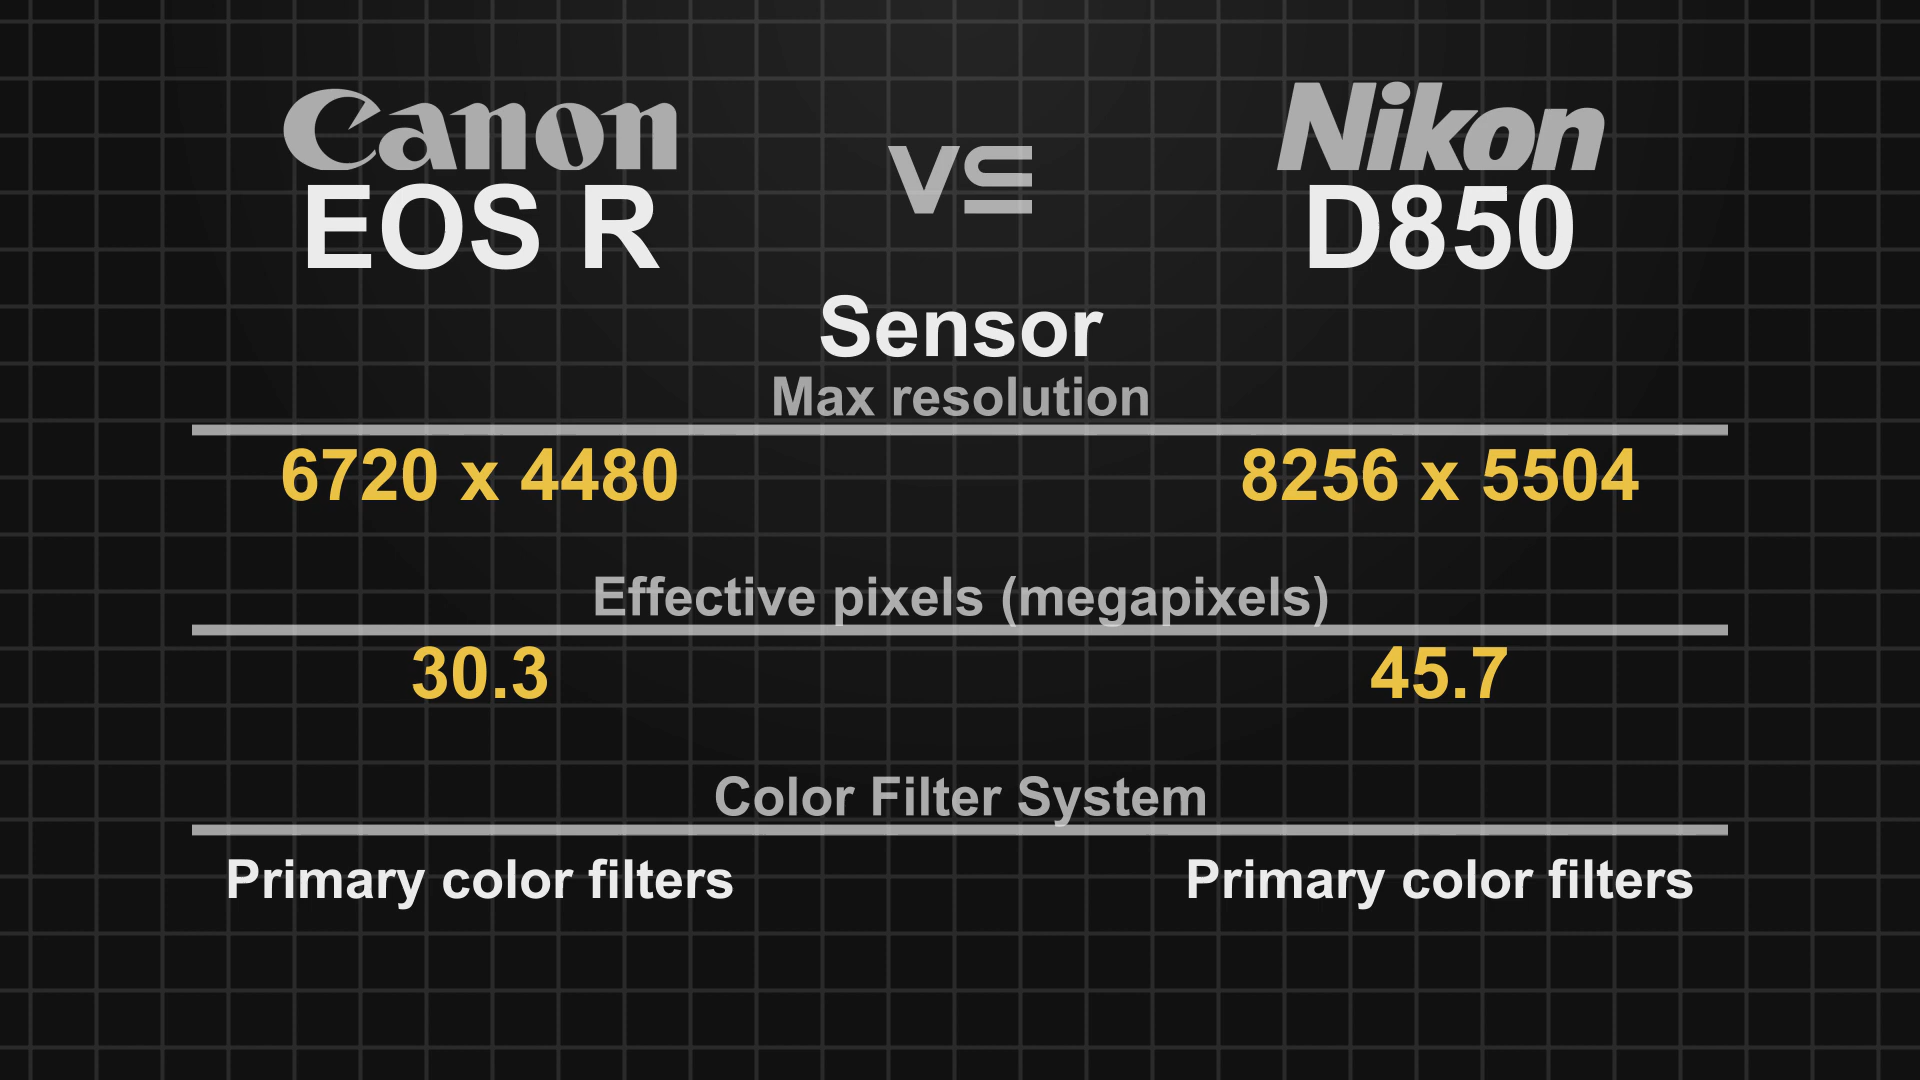 Canon
EOS R
VS
Nikon
D850
Sensor
Max resolution
6720 x 4480
8256 x 5504
Effective pixels (megapixels)
30.3
45.7
Color Filter System
Primary color filters
Primary color filters